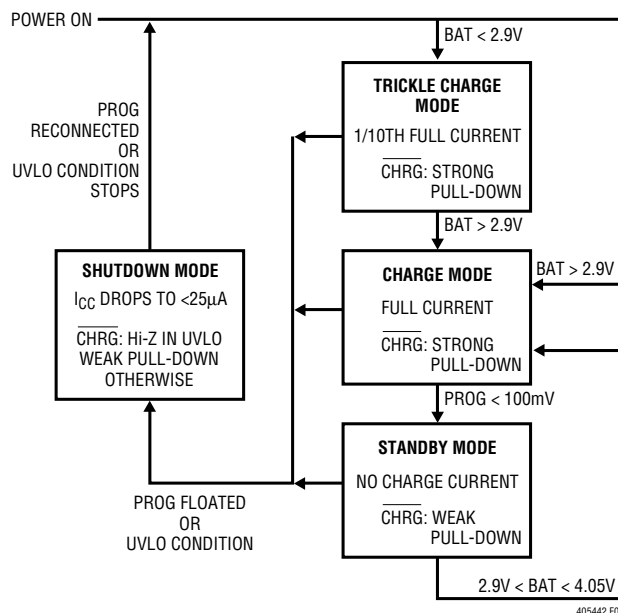 POWER ON
BAT < 2.9V
TRICKLE CHARGE
MODE
1/10TH FULL CURRENT
CHRG: STRONG
PULL-DOWN
PROG
RECONNECTED
OR
UVLO CONDITION
STOPS
BAT > 2.9V
SHUTDOWN MODE
ICC DROPS TO <25µA
CHRG: Hi-Z IN UVLO
WEAK PULL-DOWN
OTHERWISE
CHARGE MODE
FULL CURRENT
CHRG: STRONG
PULL-DOWN
BAT > 2.9V
PROG < 100mV
STANDBY MODE
NO CHARGE CURRENT
CHRG: WEAK
PULL-DOWN
PROG FLOATED
OR
UVLO CONDITION
2.9V < BAT < 4.05V